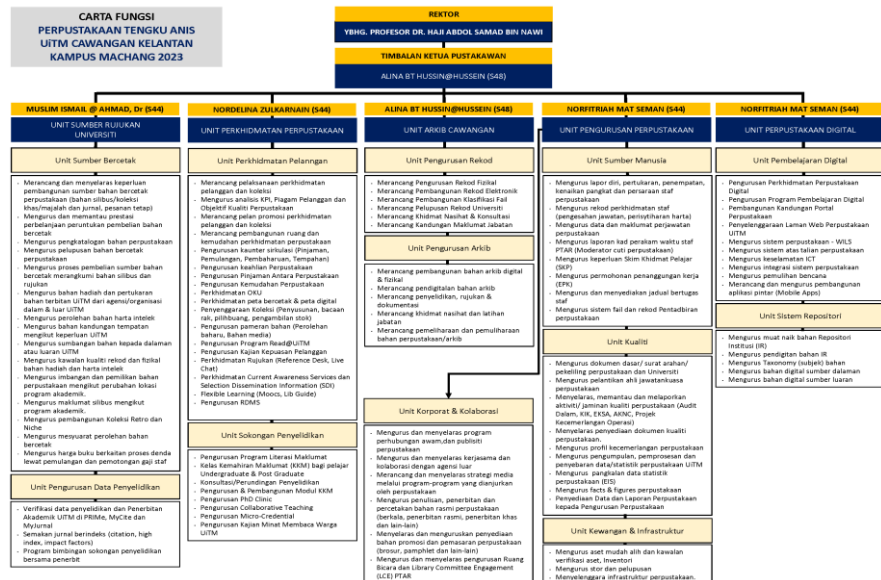 CARTA FUNGSI
PERPUSTAKAAN TENGKU ANIS
UiTM CAWANGAN KELANTAN
KAMPUS MACHANG 2023
REKTOR
YBHG. PROFESOR DR. HAJI ABDOL SAMAD BIN NAWI
TIMBALAN KETUA PUSTAKAWAN
ALINA BT HUSSIN@HUSSEIN (S48)
MUSLIM ISMAIL @ AHMAD, Dr (S44)
UNIT SUMBER RUJUKAN
UNIVERSITI
Unit Sumber Bercetak
- Merancang dan menyelaras keperluan
pembangunan sumber bahan bercetak
perpustakaan (bahan silibus/koleksi
khas/majalah dan jurnal, pesanan tetap)
- Mengurus dan memantau prestasi
perbelanjaan peruntukan pembelian bahan
bercetak
- Mengurus pengkatalogan bahan perpustakaan
- Mengurus pelupusan bahan bercetak
perpustakaan
- Mengurus proses pembelian sumber bahan
bercetak merangkumi bahan silibus dan
rujukan
- Mengurus bahan hadiah dan pertukaran
bahan terbitan UiTM dari agensi/organisasi
dalam & luar UiTM
- Mengurus perolehan bahan harta intelek
- Mengurus bahan kandungan tempatan
mengikut keperluan UiTM
- Mengurus sumbangan bahan kepada dalaman
atau luaran UiTM
- Mengurus kawalan kualiti rekod dan fizikal
bahan hadiah dan harta intelek
- Mengurus imbangan dan pemilikan bahan
perpustakaan mengikut perubahan lokasi
program akademik.
- Mengurus maklumat silibus mengikut
program akademik.
- Mengurus pembangunan Koleksi Retro dan
Niche
- Mengurus mesyuarat perolehan bahan
bercetak
- Mengurus harga buku berkaitan proses denda
lewat pemulangan dan pemotongan gaji staf
Unit Pengurusan Data Penyelidikan
- Verifikasi data penyelidikan dan Penerbitan
Akademik UiTM di PRIMe, MyCite dan
MyJurnal
- Semakan jurnal berindeks (citation, high
index, impact factors)
- Program bimbingan sokongan penyelidikan
bersama penerbit
NORDELINA ZULKARNAIN (S44)
UNIT PERKHIDMATAN PERPUSTAKAAN
Unit Perkhidmatan Pelanngan
- Merancang pelaksanaan perkhidmatan
pelanggan dan koleksi
- Mengurus analisis KPI, Piagam Pelanggan dan
Objektif Kualiti Perpustakaan
- Merancang pelan promosi perkhidmatan
pelanggan dan koleksi
- Merancang pembangunan ruang dan
kemudahan perkhidmatan perpustakaan
- Pengurusan kaunter sirkulasi (Pinjaman,
Pemulangan, Pembaharuan, Tempahan)
- Pengurusan keahlian Perpustakaan
- Pengurusan Pinjaman Antara Perpustakaan
- Pengurusan Kemudahan Perpustakaan
- Perkhidmatan OKU
- Perkhidmatan peta bercetak & peta digital
- Penyenggaraan Koleksi (Penyusunan, bacaan
rak, pilihbuang, pengambilan stok)
- Pengurusan pameran bahan (Perolehan
baharu, Bahan media)
- Pengurusan Program Read@UiTM
- Pengurusan Kajian Kepuasan Pelanggan
- Perkhidmatan Rujukan (Reference Desk, Live
Chat)
- Perkhidmatan Current Awareness Services dan
Selection Dissemination Information (SDI)
- Flexible Learning (Moocs, Lib Guide)
- Pengurusan RDMS
Unit Sokongan Penyelidikan
- Pengurusan Program Literasi Maklumat
- Kelas Kemahiran Maklumat (KKM) bagi pelajar
Undergraduate & Post Graduate
- Konsultasi/Perundingan Penyelidikan
- Pengurusan & Pembangunan Modul KKM
- Pengurusan PhD Clinic
- Pengurusan Collaborative Teaching
- Pengurusan Micro-Credential
- Pengurusan Kajian Minat Membaca Warga
UiTM
ALINA BT HUSSIN@HUSSEIN (S48)
UNIT ARKIB CAWANGAN
Unit Pengurusan Rekod
- Merancang Pengurusan Rekod Fizikal
- Merancang Pembangunan Rekod Elektronik
- Merancang Pembangunan Klasifikasi Fail
- Merancang Pelupusan Rekod Universiti
- Merancang Khidmat Nasihat & Konsultasi
- Merancang Kandungan Maklumat Jabatan
Unit Pengurusan Arkib
- Merancang pembangunan bahan arkib digital
& fizikal
- Merancang pendigitalan bahan arkib
- Merancang penyelidikan, rujukan &
dokumentasi
- Merancang khidmat nasihat dan latihan
jabatan
- Merancang pemeliharaan dan pemuliharaan
bahan perpustakaan/arkib
Unit Korporat & Kolaborasi
- Mengurus dan menyelaras program
perhubungan awam,dan publisiti
perpustakaan
- Mengurus dan menyelaras kerjasama dan
kolaborasi dengan agensi luar
- Merancang dan menyelaras strategi media
melalui program-program yang dianjurkan
oleh perpustakaan
- Mengurus penulisan, penerbitan dan
percetakan bahan rasmi perpustakaan
(berkala, penerbitan rasmi, penerbitan khas
dan lain-lain)
- Menyelaras dan menguruskan penyediaan
bahan promosi dan pemasaran perpustakaan
(brosur, pamphlet dan lain-lain)
- Mengurus dan menyelaras pengurusan Ruang
Bicara dan Library Committee Engagement
(LCE) PTAR
NORFITRIAH MAT SEMAN (S44)
UNIT PENGURUSAN PERPUSTAKAAN
Unit Sumber Manusia
- Mengurus lapor diri, pertukaran, penempatan,
kenaikan pangkat dan persaraan staf
perpustakaan
- Mengurus rekod perkhidmatan staf
(pengesahan jawatan, perisytiharan harta)
- Mengurus data dan maklumat perjawatan
perpustakaan
- Mengurus laporan kad perakam waktu staf
PTAR (Moderator cuti perpustakaan)
- Mengurus keperluan Skim Khidmat Pelajar
(SKP)
- Mengurus permohonan penanggungan kerja
(EPK)
- Mengurus dan menyediakan jadual bertugas
staf
- Mengurus sistem fail dan rekod Pentadbiran
perpustakaan
Unit Kualiti
- Mengurus dokumen dasar/ surat arahan/
pekeliling perpustakaan dan Universiti
- Mengurus pelantikan ahli jawatankuasa
perpustakaan
- Menyelaras, memantau dan melaporkan
aktiviti/ jaminan kualiti perpustakaan (Audit
Dalam, KIK, EKSA, AKNC, Projek
Kecemerlangan Operasi)
- Menyelaras penyediaan dokumen kualiti
perpustakaan.
- Mengurus profil kecemerlangan perpustakaan
- Mengurus pengumpulan, pemprosesan dan
penyebaran data/statistik perpustakaan UiTM
- Mengurus pangkalan data statistik
perpustakaan (EIS)
- Mengurus facts & figures perpustakaan
- Penyediaan Data dan Laporan Perpustakaan
kepada Pengurusan Perpustakaan
Unit Kewangan & Infrastruktur
- Mengurus aset mudah alih dan kawalan
verifikasi aset, Inventori
- Mengurus stor dan pelupusan
- Menyelenggara infrastruktur perpustakaan.
NORFITRIAH MAT SEMAN (S44)
UNIT PERPUSTAKAAN DIGITAL
Unit Pembelajaran Digital
- Pengurusan Perkhidmatan Perpustakaan
Digital
- Pengurusan Program Pembelajaran Digital
- Pembangunan Kandungan Portal
Perpustakaan
- Penyelenggaraan Laman Web Perpustakaan
UiTM
- Mengurus sistem perpustakaan - WILS
- Mengurus sistem atas talian perpustakaan
- Mengurus keselamatan ICT
- Mengurus integrasi sistem perpustakaan
- Mengurus pemulihan bencana
- Merancang dan mengurus pembangunan
aplikasi pintar (Mobile Apps)
Unit Sistem Repositori
- Mengurus muat naik bahan Repositori
Institusi (IR)
- Mengurus pendigitan bahan IR
- Mengurus Taxonomy (subjek) bahan
- Mengurus bahan digital sumber dalaman
- Mengurus bahan digital sumber luaran